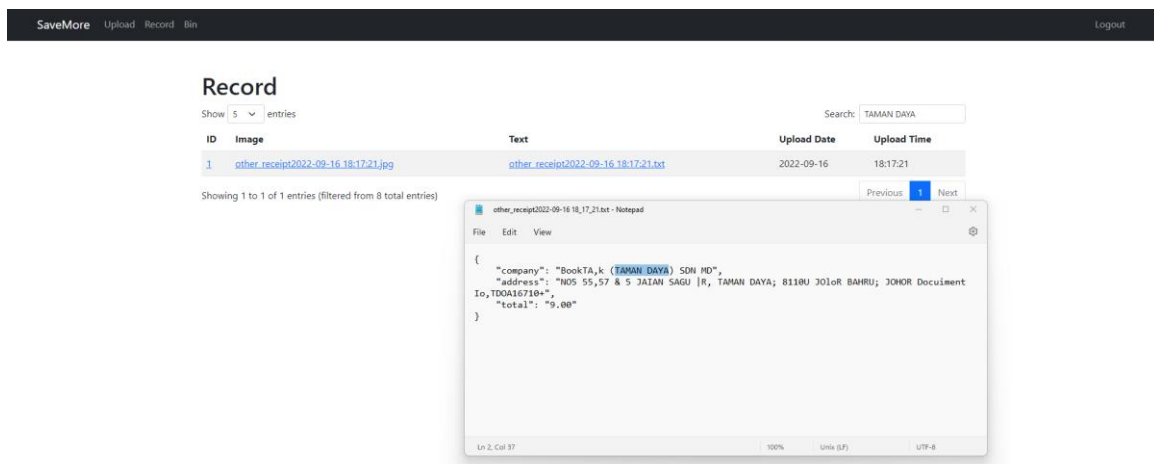 SaveMore Upload Record Bin Logout
Record
Show 5 entries Search: TAMAN DAYA
ID Image Text Upload Date Upload Time
1 other_receipt2022-09-16 18:17:21.jpg other_receipt2022-09-16 18:17:21.txt 2022-09-16 18:17:21
Showing 1 to 1 of 1 entries (filtered from 8 total entries) Previous 1 Next
other_receipt2022-09-16 18_17_21.txt - Notepad
File Edit View
{
"company": "BookTA,k (TAMAN DAYA) SDN MD",
"address": "NO5 55,57 & 5 JAIAN SAGU |R, TAMAN DAYA; 8110U JOloR BAHRU; JOHOR Docuiment
Io,TDOA16710+",
"total": "9.00"
}
Ln 2, Col 37 100% Unix (LF) UTF-8